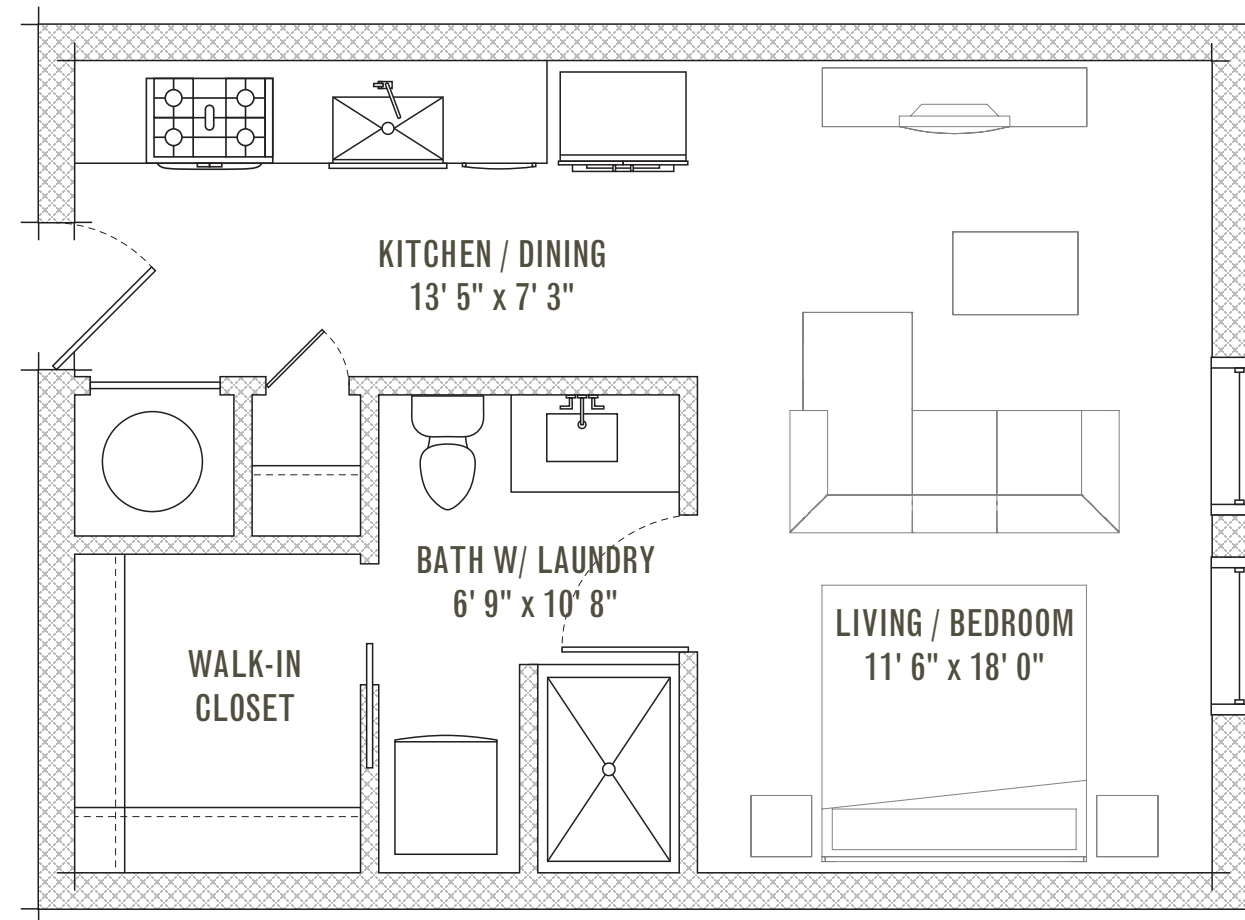 KITCHEN / DINING
13' 5" x 7' 3"
BATH W/ LAUNDRY
6' 9" x 10' 8"
LIVING / BEDROOM
11' 6" x 18' 0"
WALK-IN
CLOSET